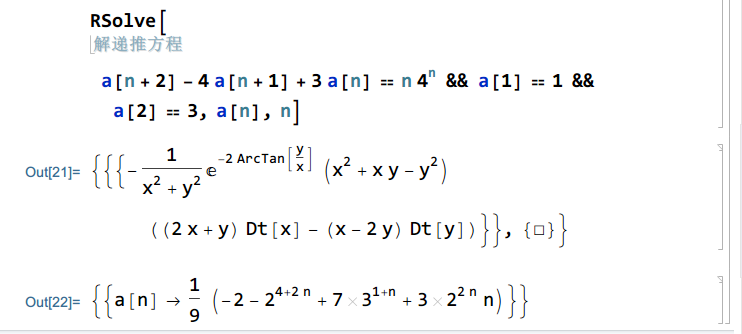 RSolve[
解递推方程
a[n + 2] - 4 a[n + 1] + 3 a[n] == n 4^n && a[1] == 1 &&
a[2] == 3, a[n], n]
Out[21]= {{{-1/(x^2 + y^2) ⅇ^(-2 ArcTan[y/x]) (x^2 + x y - y^2)
((2 x + y) Dt[x] - (x - 2 y) Dt[y])}}, {□}}
Out[22]= {{a[n] → 1/9 (-2 - 2^(4+2 n) + 7 × 3^(1+n) + 3 × 2^(2 n) n)}}